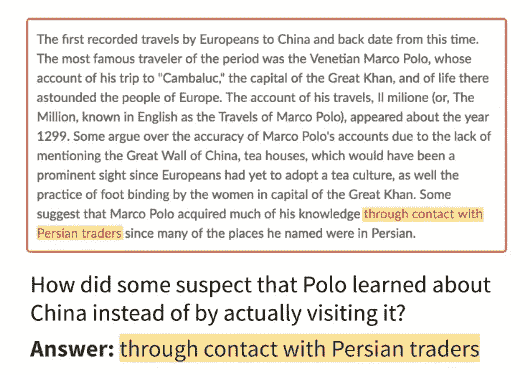 The first recorded travels by Europeans to China and back date from this time.
The most famous traveler of the period was the Venetian Marco Polo, whose
account of his trip to "Cambaluc," the capital of the Great Khan, and of life there
astounded the people of Europe. The account of his travels, Il milione (or, The
Million, known in English as the Travels of Marco Polo), appeared about the year
1299. Some argue over the accuracy of Marco Polo's accounts due to the lack of
mentioning the Great Wall of China, tea houses, which would have been a
prominent sight since Europeans had yet to adopt a tea culture, as well the
practice of foot binding by the women in capital of the Great Khan. Some
suggest that Marco Polo acquired much of his knowledge through contact with
Persian traders since many of the places he named were in Persian.
How did some suspect that Polo learned about
China instead of by actually visiting it?
Answer: through contact with Persian traders